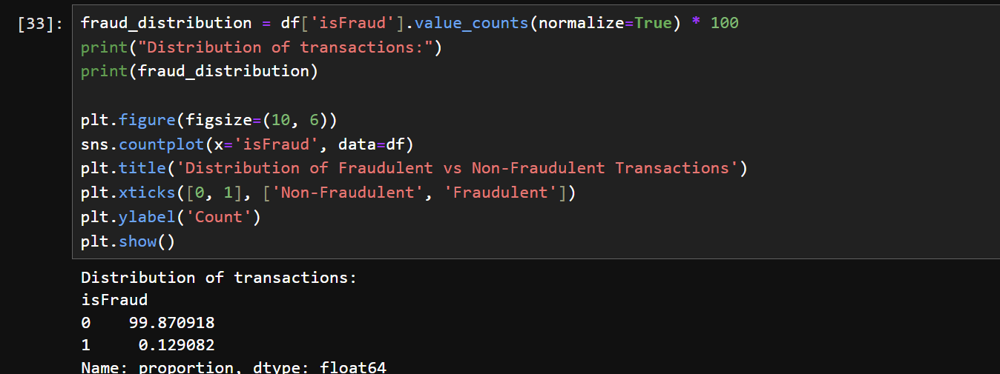 [33]: fraud_distribution = df['isFraud'].value_counts(normalize=True) * 100
print("Distribution of transactions:")
print(fraud_distribution)
plt.figure(figsize=(10, 6))
sns.countplot(x='isFraud', data=df)
plt.title('Distribution of Fraudulent vs Non-Fraudulent Transactions')
plt.xticks([0, 1], ['Non-Fraudulent', 'Fraudulent'])
plt.ylabel('Count')
plt.show()
Distribution of transactions:
isFraud
0    99.870918
1     0.129082
Name: proportion, dtype: float64